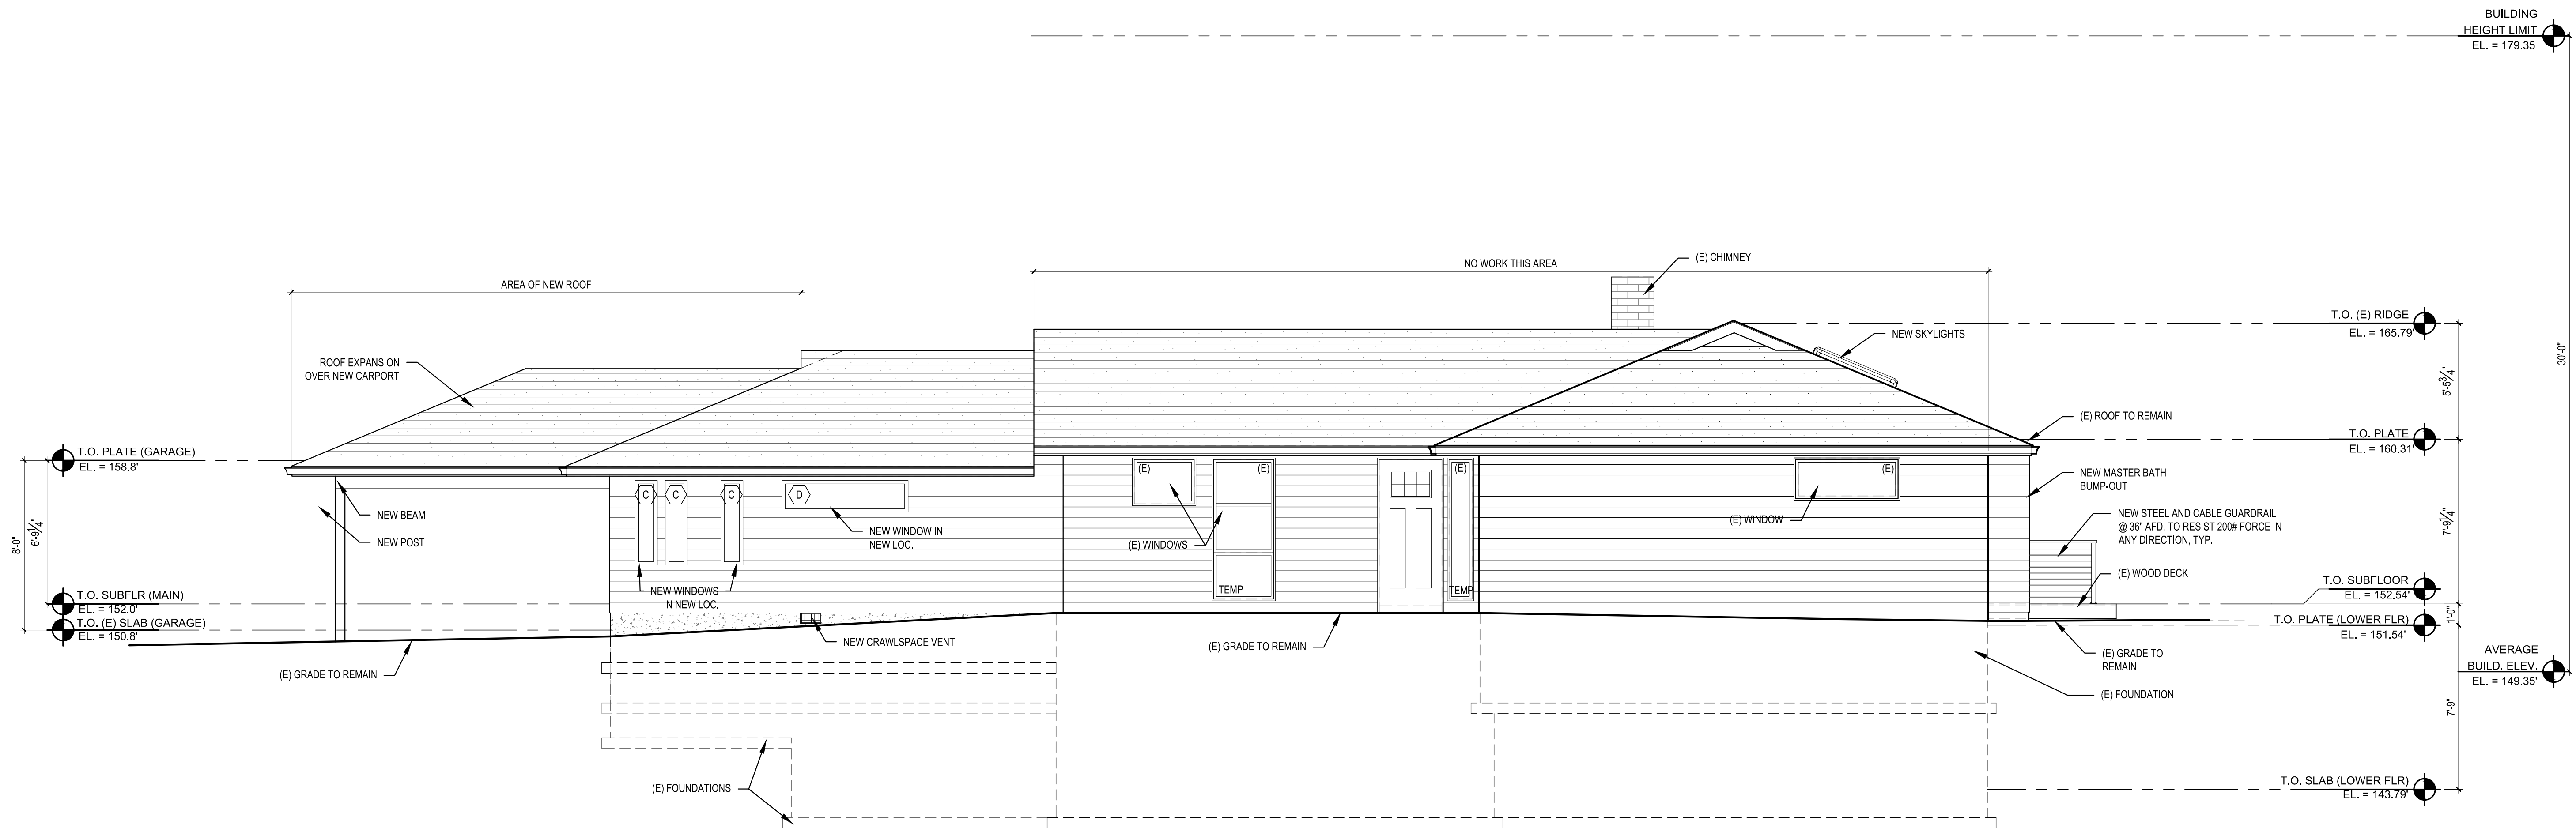 BUILDING
HEIGHT LIMIT
EL. = 179.35
NO WORK THIS AREA
(E) CHIMNEY
AREA OF NEW ROOF
T.O. (E) RIDGE
EL. = 165.79'
NEW SKYLIGHTS
30'-0"
ROOF EXPANSION
OVER NEW CARPORT
5'-5 3/4"
(E) ROOF TO REMAIN
T.O. PLATE
EL. = 160.31'
T.O. PLATE (GARAGE)
EL. = 158.8'
(E)
(E)
(E)
(E)
NEW MASTER BATH
BUMP-OUT
C
C
C
D
NEW BEAM
NEW POST
NEW WINDOW IN
NEW LOC.
(E) WINDOWS
(E) WINDOW
NEW STEEL AND CABLE GUARDRAIL
@ 36" AFD, TO RESIST 200# FORCE IN
ANY DIRECTION, TYP.
8'-0"
6'-9 1/4"
7'-9 1/4"
(E) WOOD DECK
T.O. SUBFLOOR
EL. = 152.54'
TEMP
TEMP
NEW WINDOWS
IN NEW LOC.
T.O. SUBFLR (MAIN)
EL. = 152.0'
T.O. (E) SLAB (GARAGE)
EL. = 150.8'
1'-0"
T.O. PLATE (LOWER FLR)
EL. = 151.54'
NEW CRAWLSPACE VENT
(E) GRADE TO REMAIN
(E) GRADE TO
REMAIN
AVERAGE
BUILD. ELEV.
EL. = 149.35'
(E) GRADE TO REMAIN
(E) FOUNDATION
7'-9"
(E) FOUNDATIONS
T.O. SLAB (LOWER FLR)
EL. = 143.79'